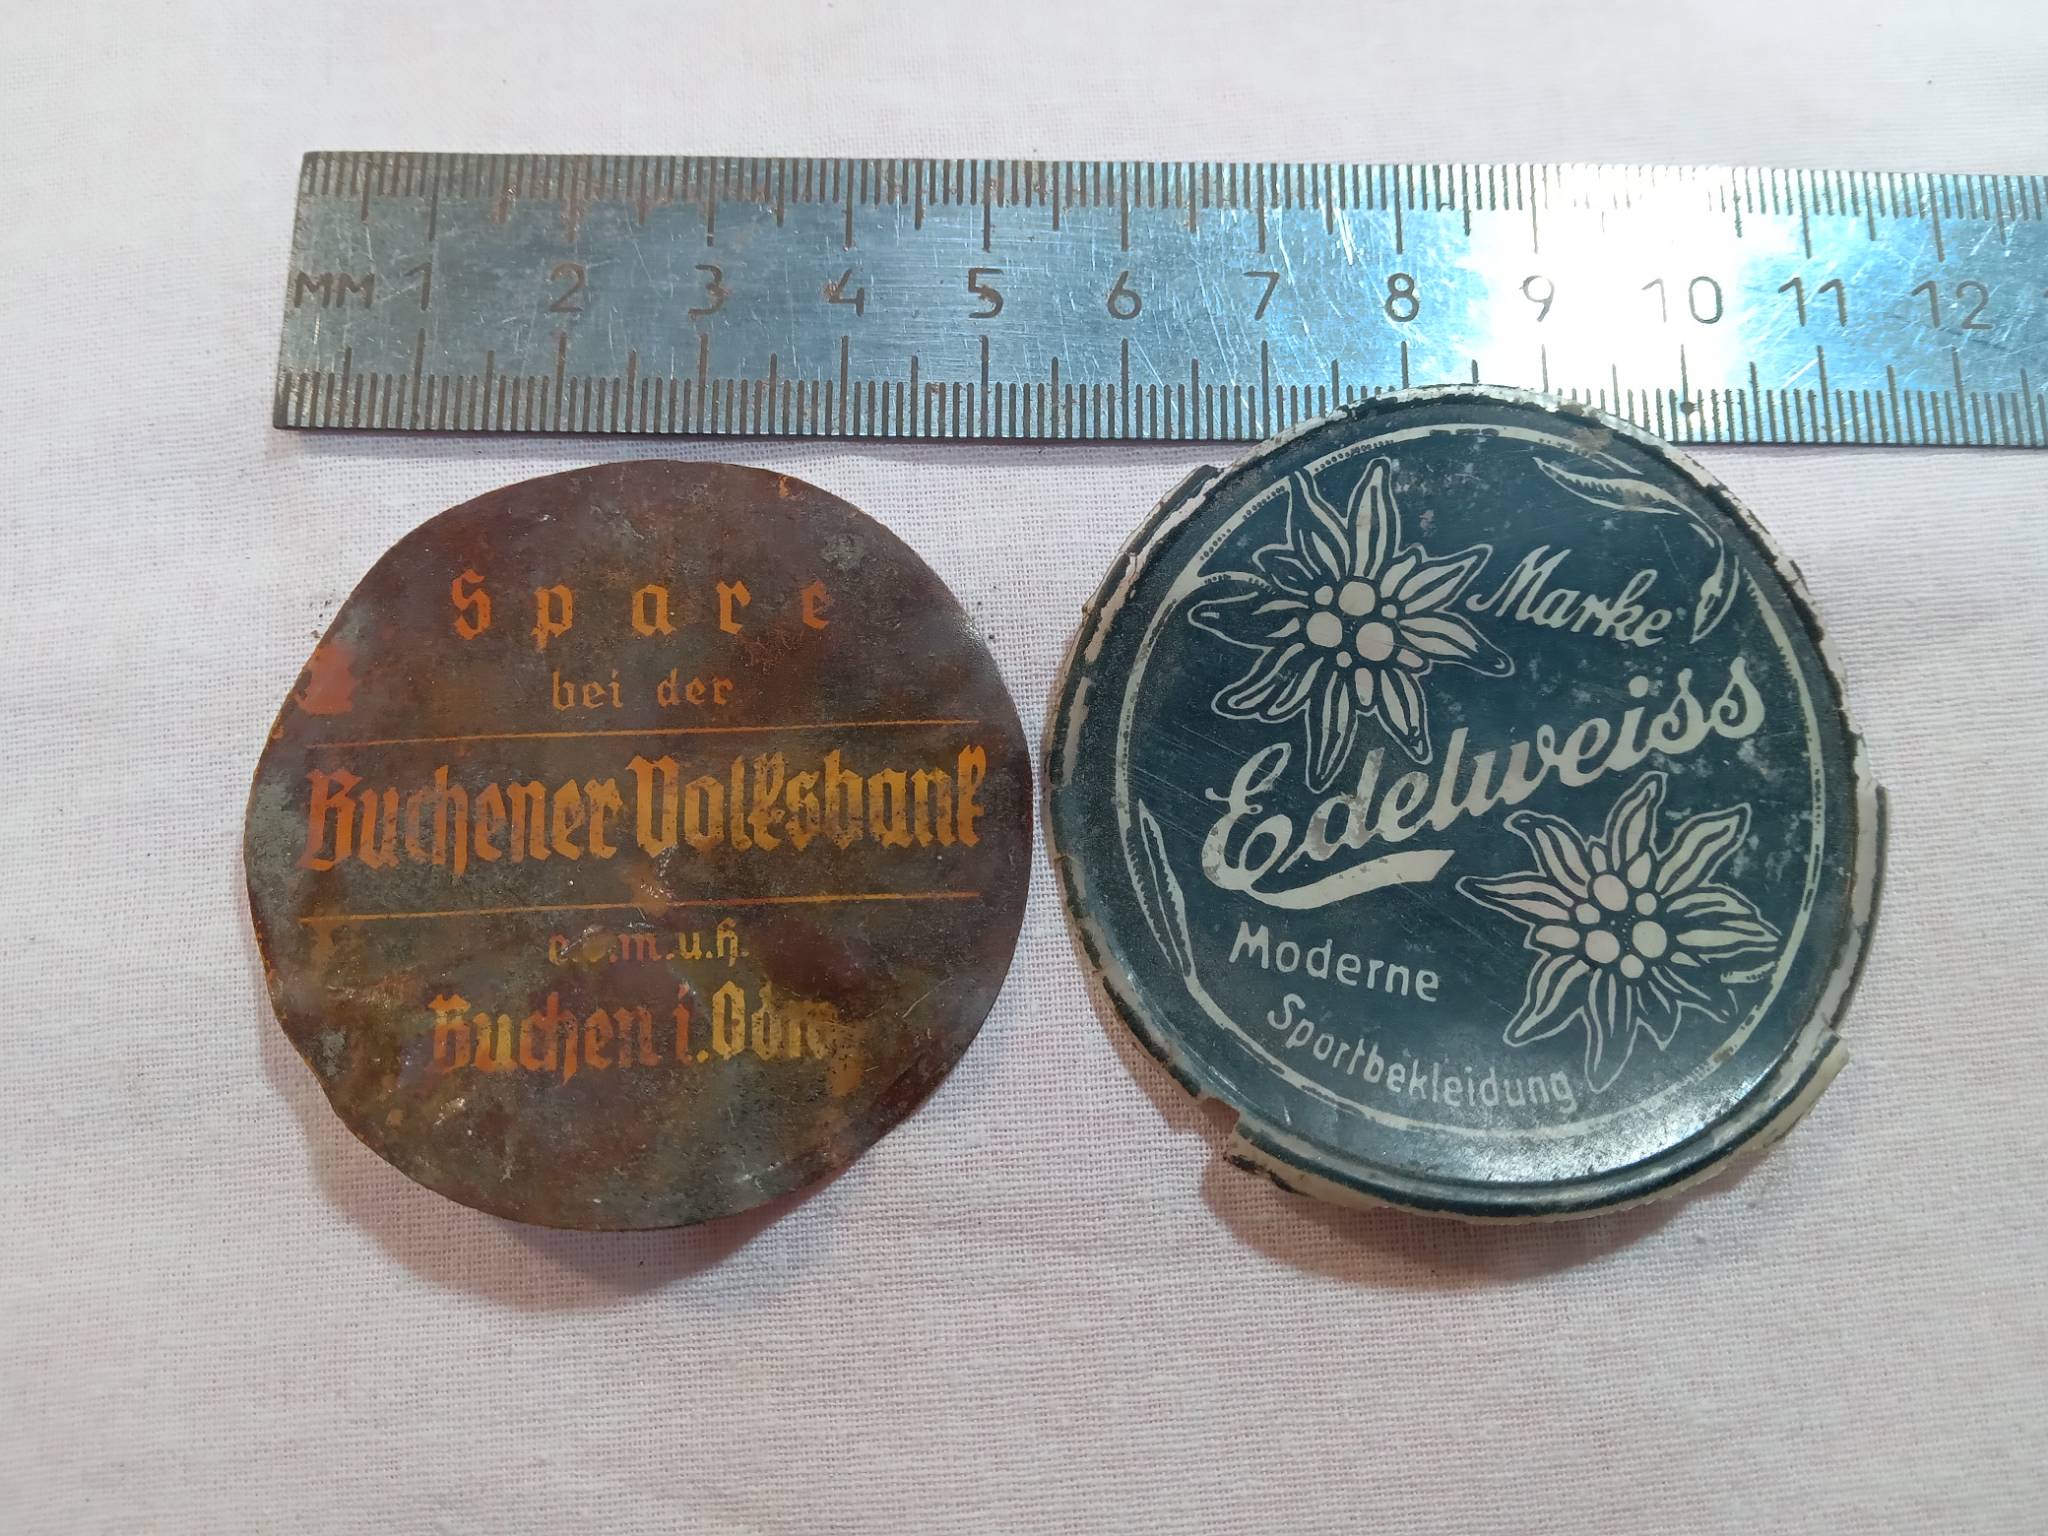 MM 1 2 3 4 5 6 7 8 9 10 11 12
Spare
bei der
Buchener Volksbank
e.G.m.u.H.
Buchen i. Odw.
Marke
Edelweiss
Moderne
Sportbekleidung